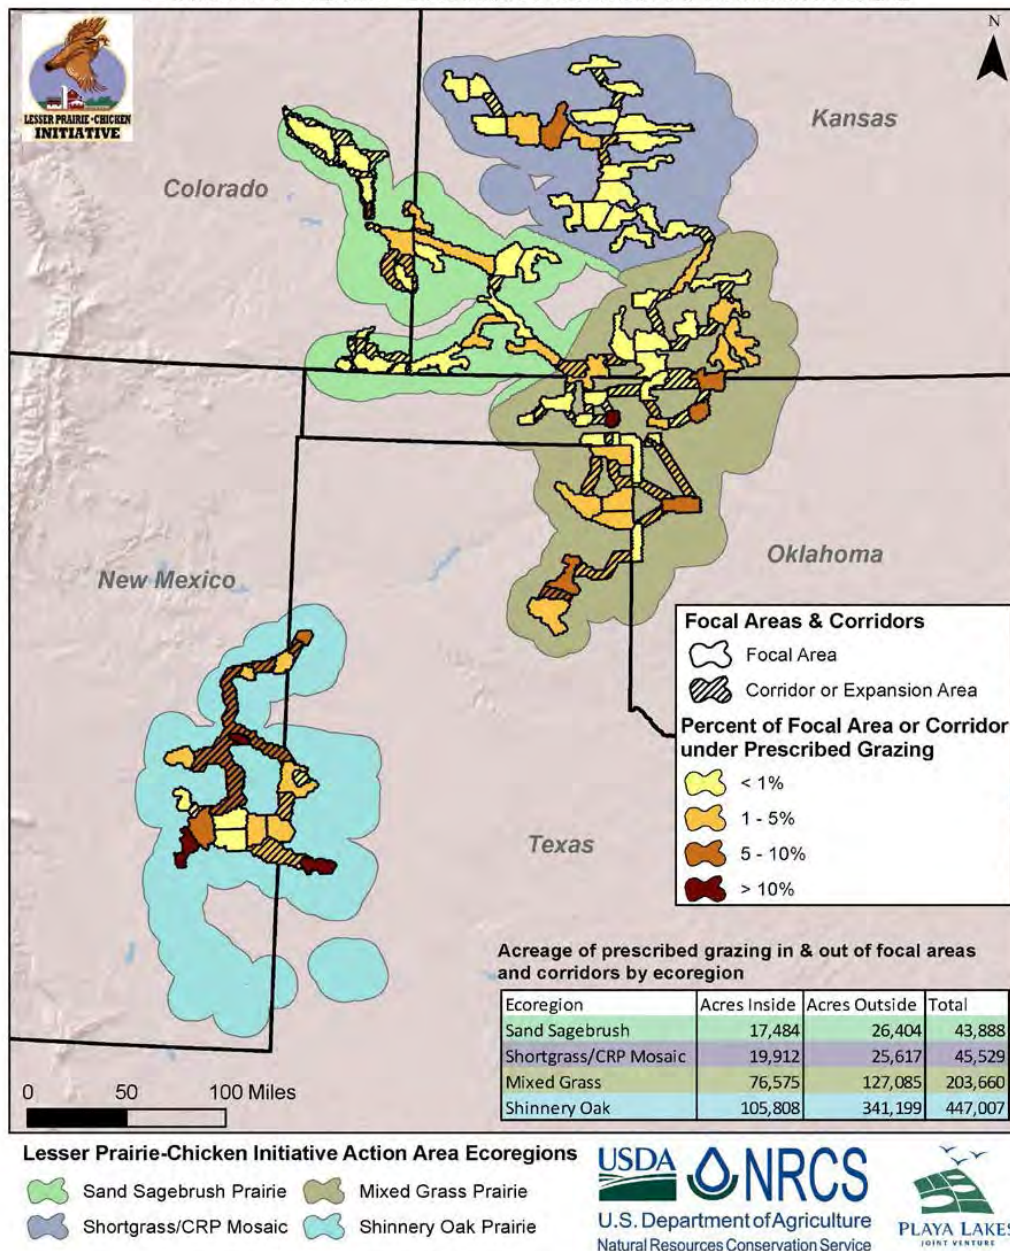 N
LESSER PRAIRIE-CHICKEN
INITIATIVE
Kansas
Colorado
New Mexico
Oklahoma
Texas
Focal Areas & Corridors
Focal Area
Corridor or Expansion Area
Percent of Focal Area or Corridor
under Prescribed Grazing
< 1%
1 - 5%
5 - 10%
> 10%
Acreage of prescribed grazing in & out of focal areas
and corridors by ecoregion
Ecoregion Acres Inside Acres Outside Total
Sand Sagebrush 17,484 26,404 43,888
Shortgrass/CRP Mosaic 19,912 25,617 45,529
Mixed Grass 76,575 127,085 203,660
Shinnery Oak 105,808 341,199 447,007
0 50 100 Miles
Lesser Prairie-Chicken Initiative Action Area Ecoregions
Sand Sagebrush Prairie Mixed Grass Prairie
Shortgrass/CRP Mosaic Shinnery Oak Prairie
USDA NRCS
U.S. Department of Agriculture
Natural Resources Conservation Service
PLAYA LAKES
JOINT VENTURE